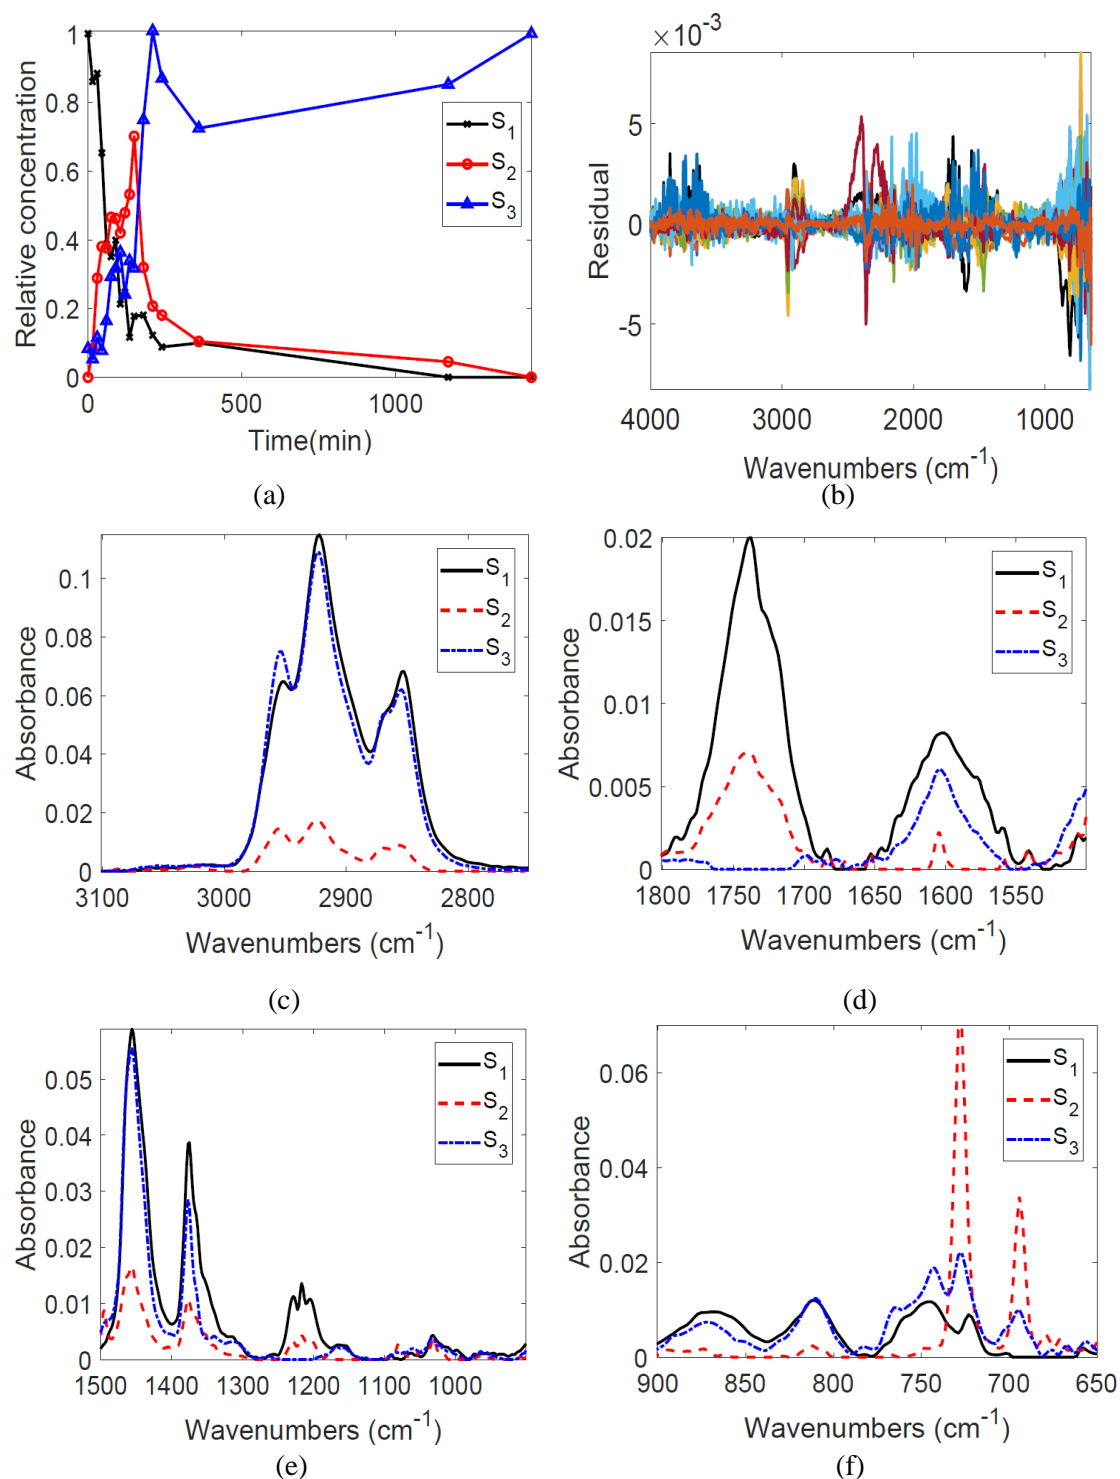 1
0.8
0.6
0.4
0.2
0
0 500 1000
Relative concentration
Time(min)
S1
S2
S3
(a)
×10-3
5
0
-5
4000 3000 2000 1000
Residual
Wavenumbers (cm-1)
(b)
0.1
0.08
0.06
0.04
0.02
0
3100 3000 2900 2800
Absorbance
Wavenumbers (cm-1)
S1
S2
S3
(c)
0.02
0.015
0.01
0.005
0
1800 1750 1700 1650 1600 1550
Absorbance
Wavenumbers (cm-1)
S1
S2
S3
(d)
0.05
0.04
0.03
0.02
0.01
0
1500 1400 1300 1200 1100 1000
Absorbance
Wavenumbers (cm-1)
S1
S2
S3
(e)
0.06
0.04
0.02
0
900 850 800 750 700 650
Absorbance
Wavenumbers (cm-1)
S1
S2
S3
(f)